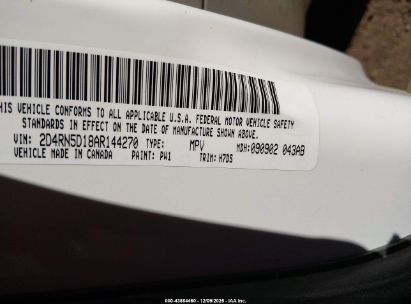 THIS VEHICLE CONFORMS TO ALL APPLICABLE U.S.A. FEDERAL MOTOR VEHICLE SAFETY
STANDARDS IN EFFECT ON THE DATE OF MANUFACTURE SHOWN ABOVE.
VIN: 2D4RN5D18AR144270 TYPE: MPV MDH: 090902 043AB
VEHICLE MADE IN CANADA PAINT: PW1 TRIM: H7DS
000-43864460 - 12/09/2025 - IAA Inc.